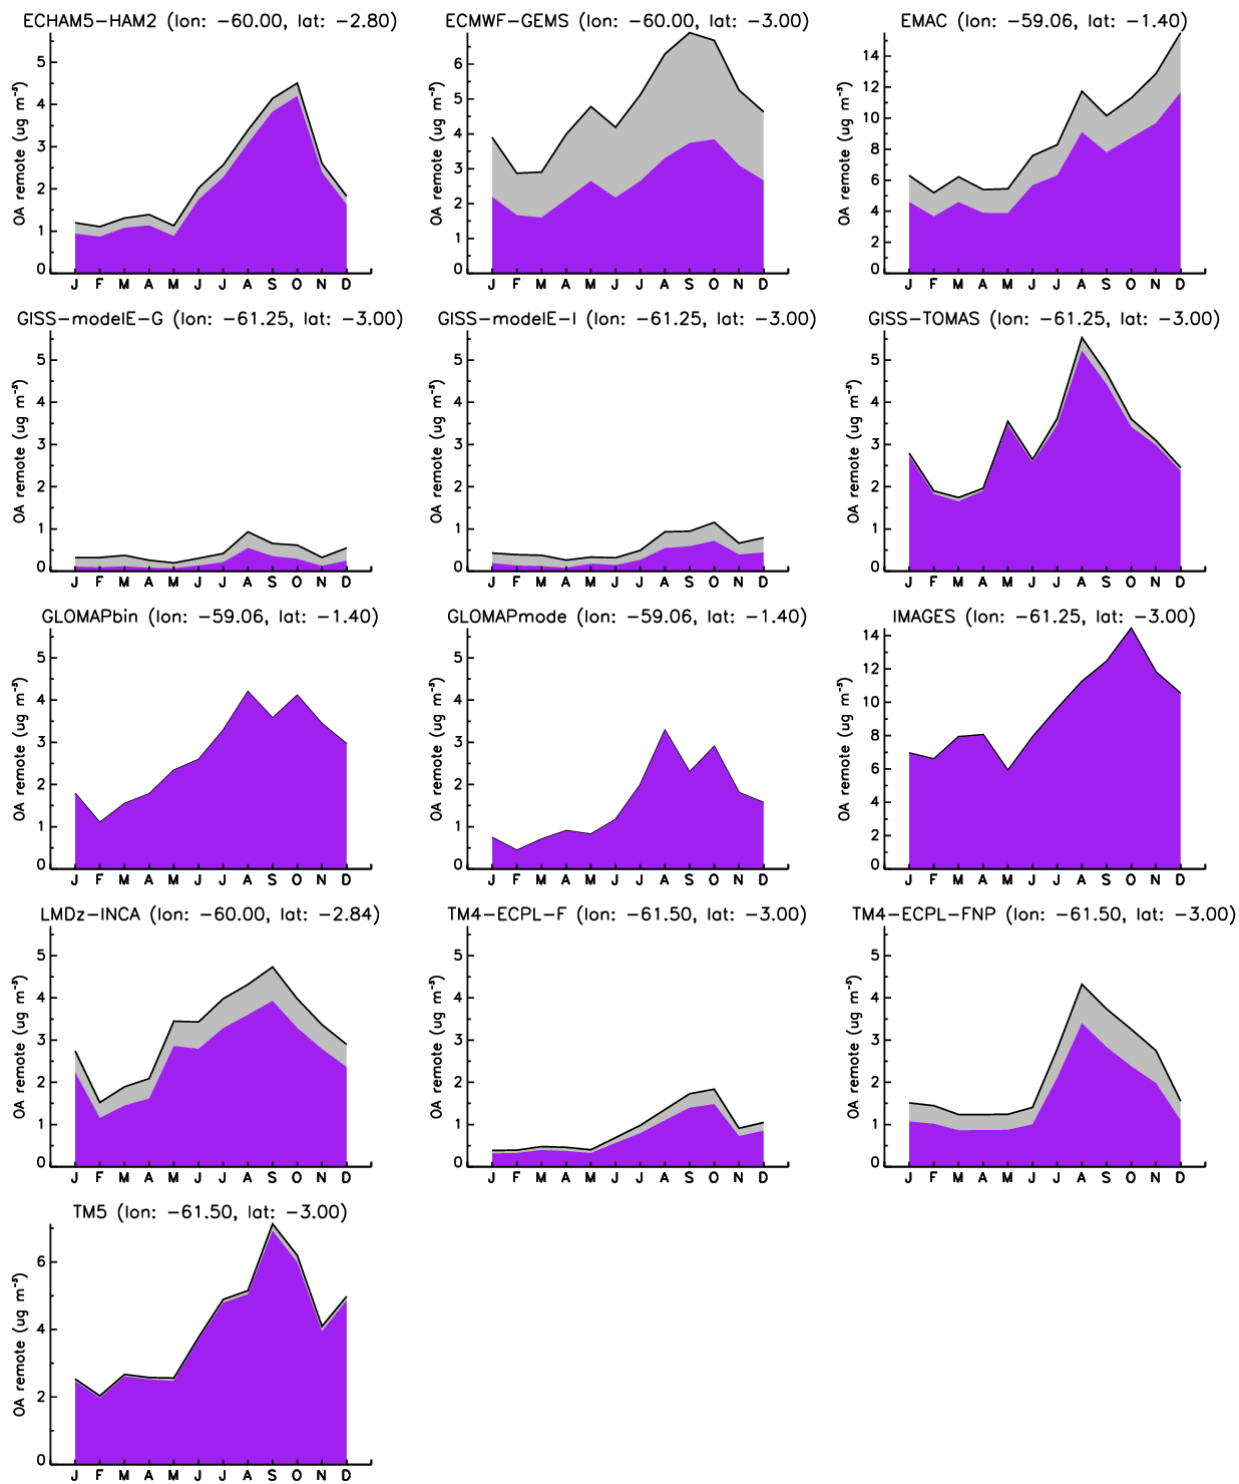 ECHAM5-HAM2 (lon: -60.00, lat: -2.80)
OA remote (ug m⁻³)
5
4
3
2
1
0
J F M A M J J A S O N D
ECMWF-GEMS (lon: -60.00, lat: -3.00)
OA remote (ug m⁻³)
6
5
4
3
2
1
0
J F M A M J J A S O N D
EMAC (lon: -59.06, lat: -1.40)
OA remote (ug m⁻³)
14
12
10
8
6
4
2
0
J F M A M J J A S O N D
GISS-modelE-G (lon: -61.25, lat: -3.00)
OA remote (ug m⁻³)
5
4
3
2
1
0
J F M A M J J A S O N D
GISS-modelE-I (lon: -61.25, lat: -3.00)
OA remote (ug m⁻³)
5
4
3
2
1
0
J F M A M J J A S O N D
GISS-TOMAS (lon: -61.25, lat: -3.00)
OA remote (ug m⁻³)
5
4
3
2
1
0
J F M A M J J A S O N D
GLOMAPbin (lon: -59.06, lat: -1.40)
OA remote (ug m⁻³)
5
4
3
2
1
0
J F M A M J J A S O N D
GLOMAPmode (lon: -59.06, lat: -1.40)
OA remote (ug m⁻³)
5
4
3
2
1
0
J F M A M J J A S O N D
IMAGES (lon: -61.25, lat: -3.00)
OA remote (ug m⁻³)
14
12
10
8
6
4
2
0
J F M A M J J A S O N D
LMDz-INCA (lon: -60.00, lat: -2.84)
OA remote (ug m⁻³)
5
4
3
2
1
0
J F M A M J J A S O N D
TM4-ECPL-F (lon: -61.50, lat: -3.00)
OA remote (ug m⁻³)
5
4
3
2
1
0
J F M A M J J A S O N D
TM4-ECPL-FNP (lon: -61.50, lat: -3.00)
OA remote (ug m⁻³)
5
4
3
2
1
0
J F M A M J J A S O N D
TM5 (lon: -61.50, lat: -3.00)
OA remote (ug m⁻³)
6
4
2
0
J F M A M J J A S O N D